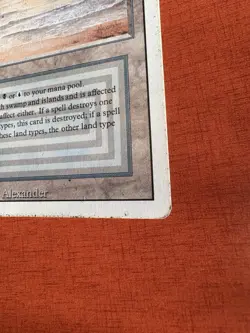 or to your mana pool.
h swamp and islands and is affected
affect either. If a spell destroys one
types, this card is destroyed; if a spell
hese land types, the other land type
Alexander